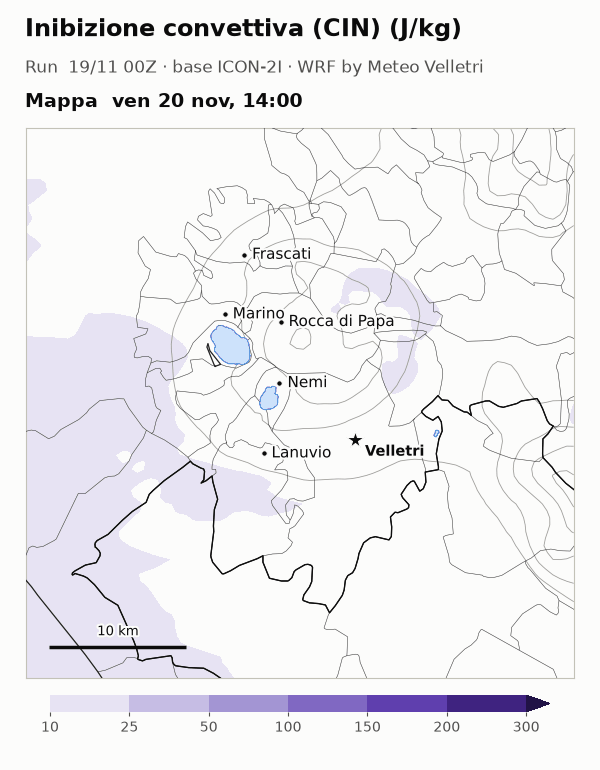 Inibizione convettiva (CIN) (J/kg)
Run  19/11 00Z · base ICON-2I · WRF by Meteo Velletri
Mappa  ven 20 nov, 14:00
Frascati
Marino
Rocca di Papa
Nemi
Velletri
Lanuvio
10 km
10 25 50 100 150 200 300